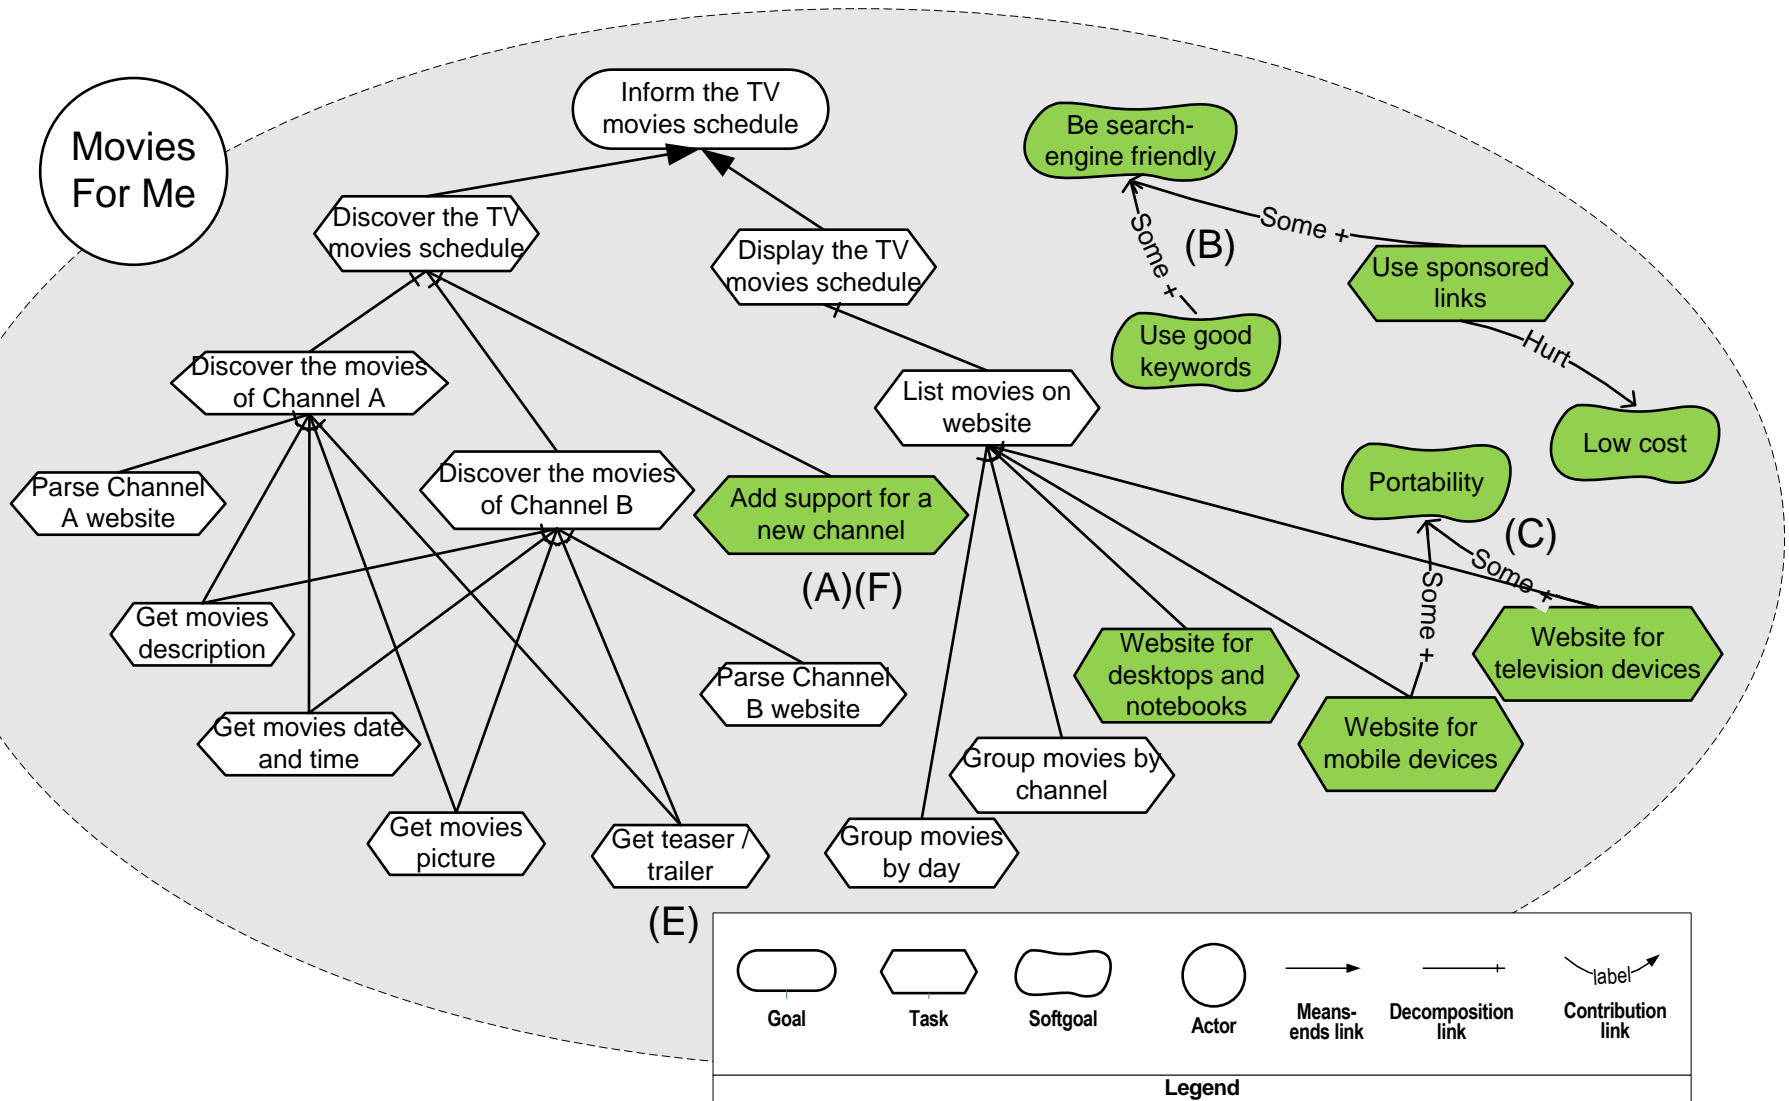 Movies
For Me
Inform the TV
movies schedule
Be search-
engine friendly
Discover the TV
movies schedule
Display the TV
movies schedule
Some +
(B)
Some +
Use sponsored
links
Use good
keywords
Hurt
Discover the movies
of Channel A
List movies on
website
Low cost
Parse Channel
A website
Discover the movies
of Channel B
Add support for a
new channel
Portability
(C)
Some +
Some +
(A)(F)
Get movies
description
Website for
desktops and
notebooks
Website for
television devices
Parse Channel
B website
Get movies date
and time
Website for
mobile devices
Group movies by
channel
Get movies
picture
Get teaser /
trailer
Group movies
by day
(E)
Goal
Task
Softgoal
Actor
Means-
ends link
Decomposition
link
label
Contribution
link
Legend